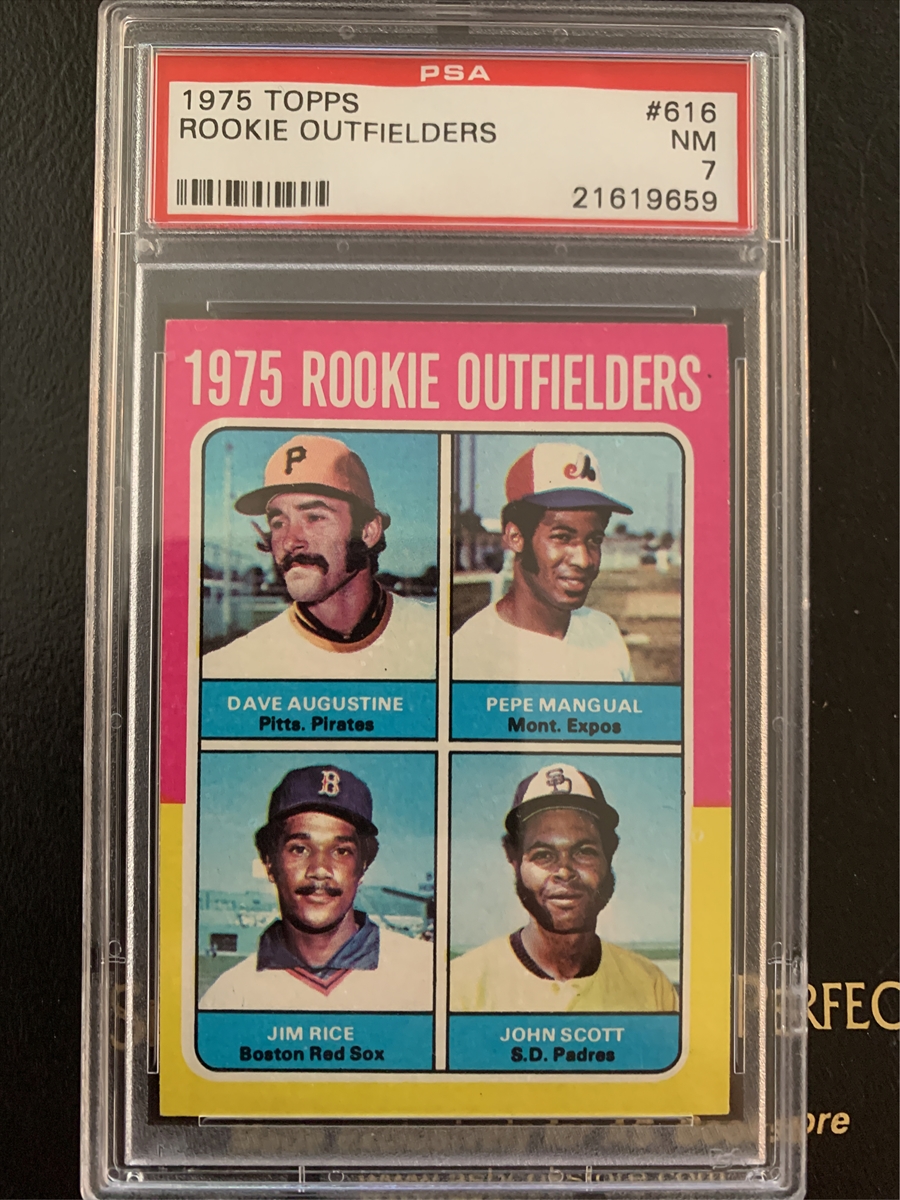 PSA
1975 TOPPS
ROOKIE OUTFIELDERS
#616
NM
7
21619659
1975 ROOKIE OUTFIELDERS
P
DAVE AUGUSTINE
Pitts. Pirates
PEPE MANGUAL
Mont. Expos
B
SD
JIM RICE
Boston Red Sox
JOHN SCOTT
S.D. Padres